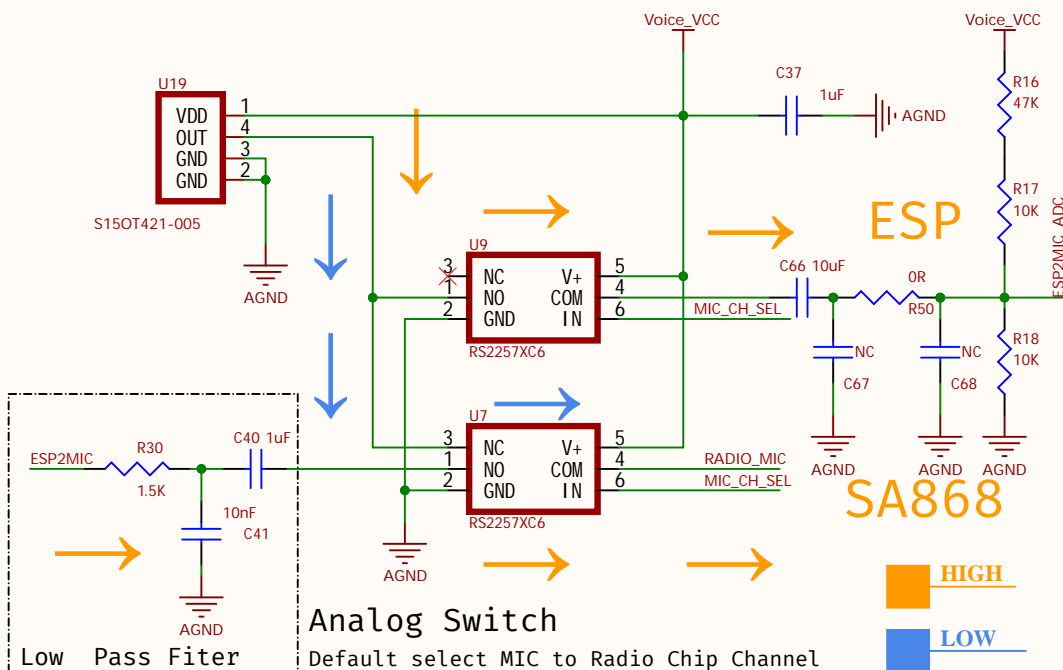 Voice_VCC
Voice_VCC
C37
1uF
AGND
R16
47K
U19
VDD 1
OUT 4
GND 3
GND 2
S15OT421-005
AGND
R17
10K
ESP
ESP2MIC_ADC
U9
3 NC V+ 5
1 NO COM 4
2 GND IN 6
MIC_CH_SEL
RS2257XC6
C66 10uF
0R
R50
NC
C67
NC
C68
R18
10K
AGND
AGND
AGND
U7
3 NC V+ 5
1 NO COM 4
2 GND IN 6
RADIO_MIC
MIC_CH_SEL
RS2257XC6
AGND
SA868
ESP2MIC
R30
1.5K
C40 1uF
10nF
C41
AGND
Low Pass Fiter
Analog Switch
Default select MIC to Radio Chip Channel
HIGH
LOW